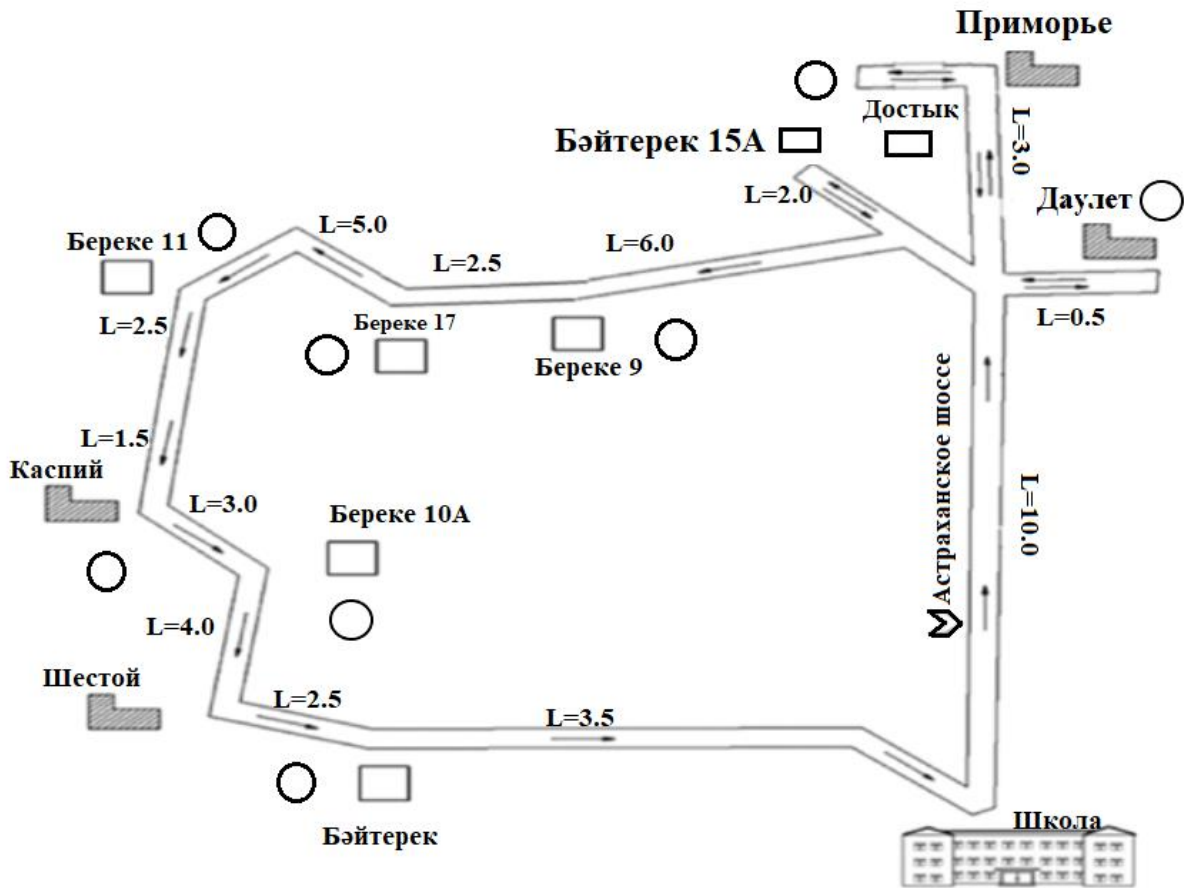 Приморье
Достық
Бәйтерек 15А
L=3.0
L=2.0
Даулет
L=5.0
Береке 11
L=6.0
L=2.5
L=2.5
L=0.5
Береке 17
Береке 9
L=1.5
Каспий
L=3.0
Береке 10А
Астраханское шоссе
L=10.0
L=4.0
Шестой
L=2.5
L=3.5
Бәйтерек
Школа